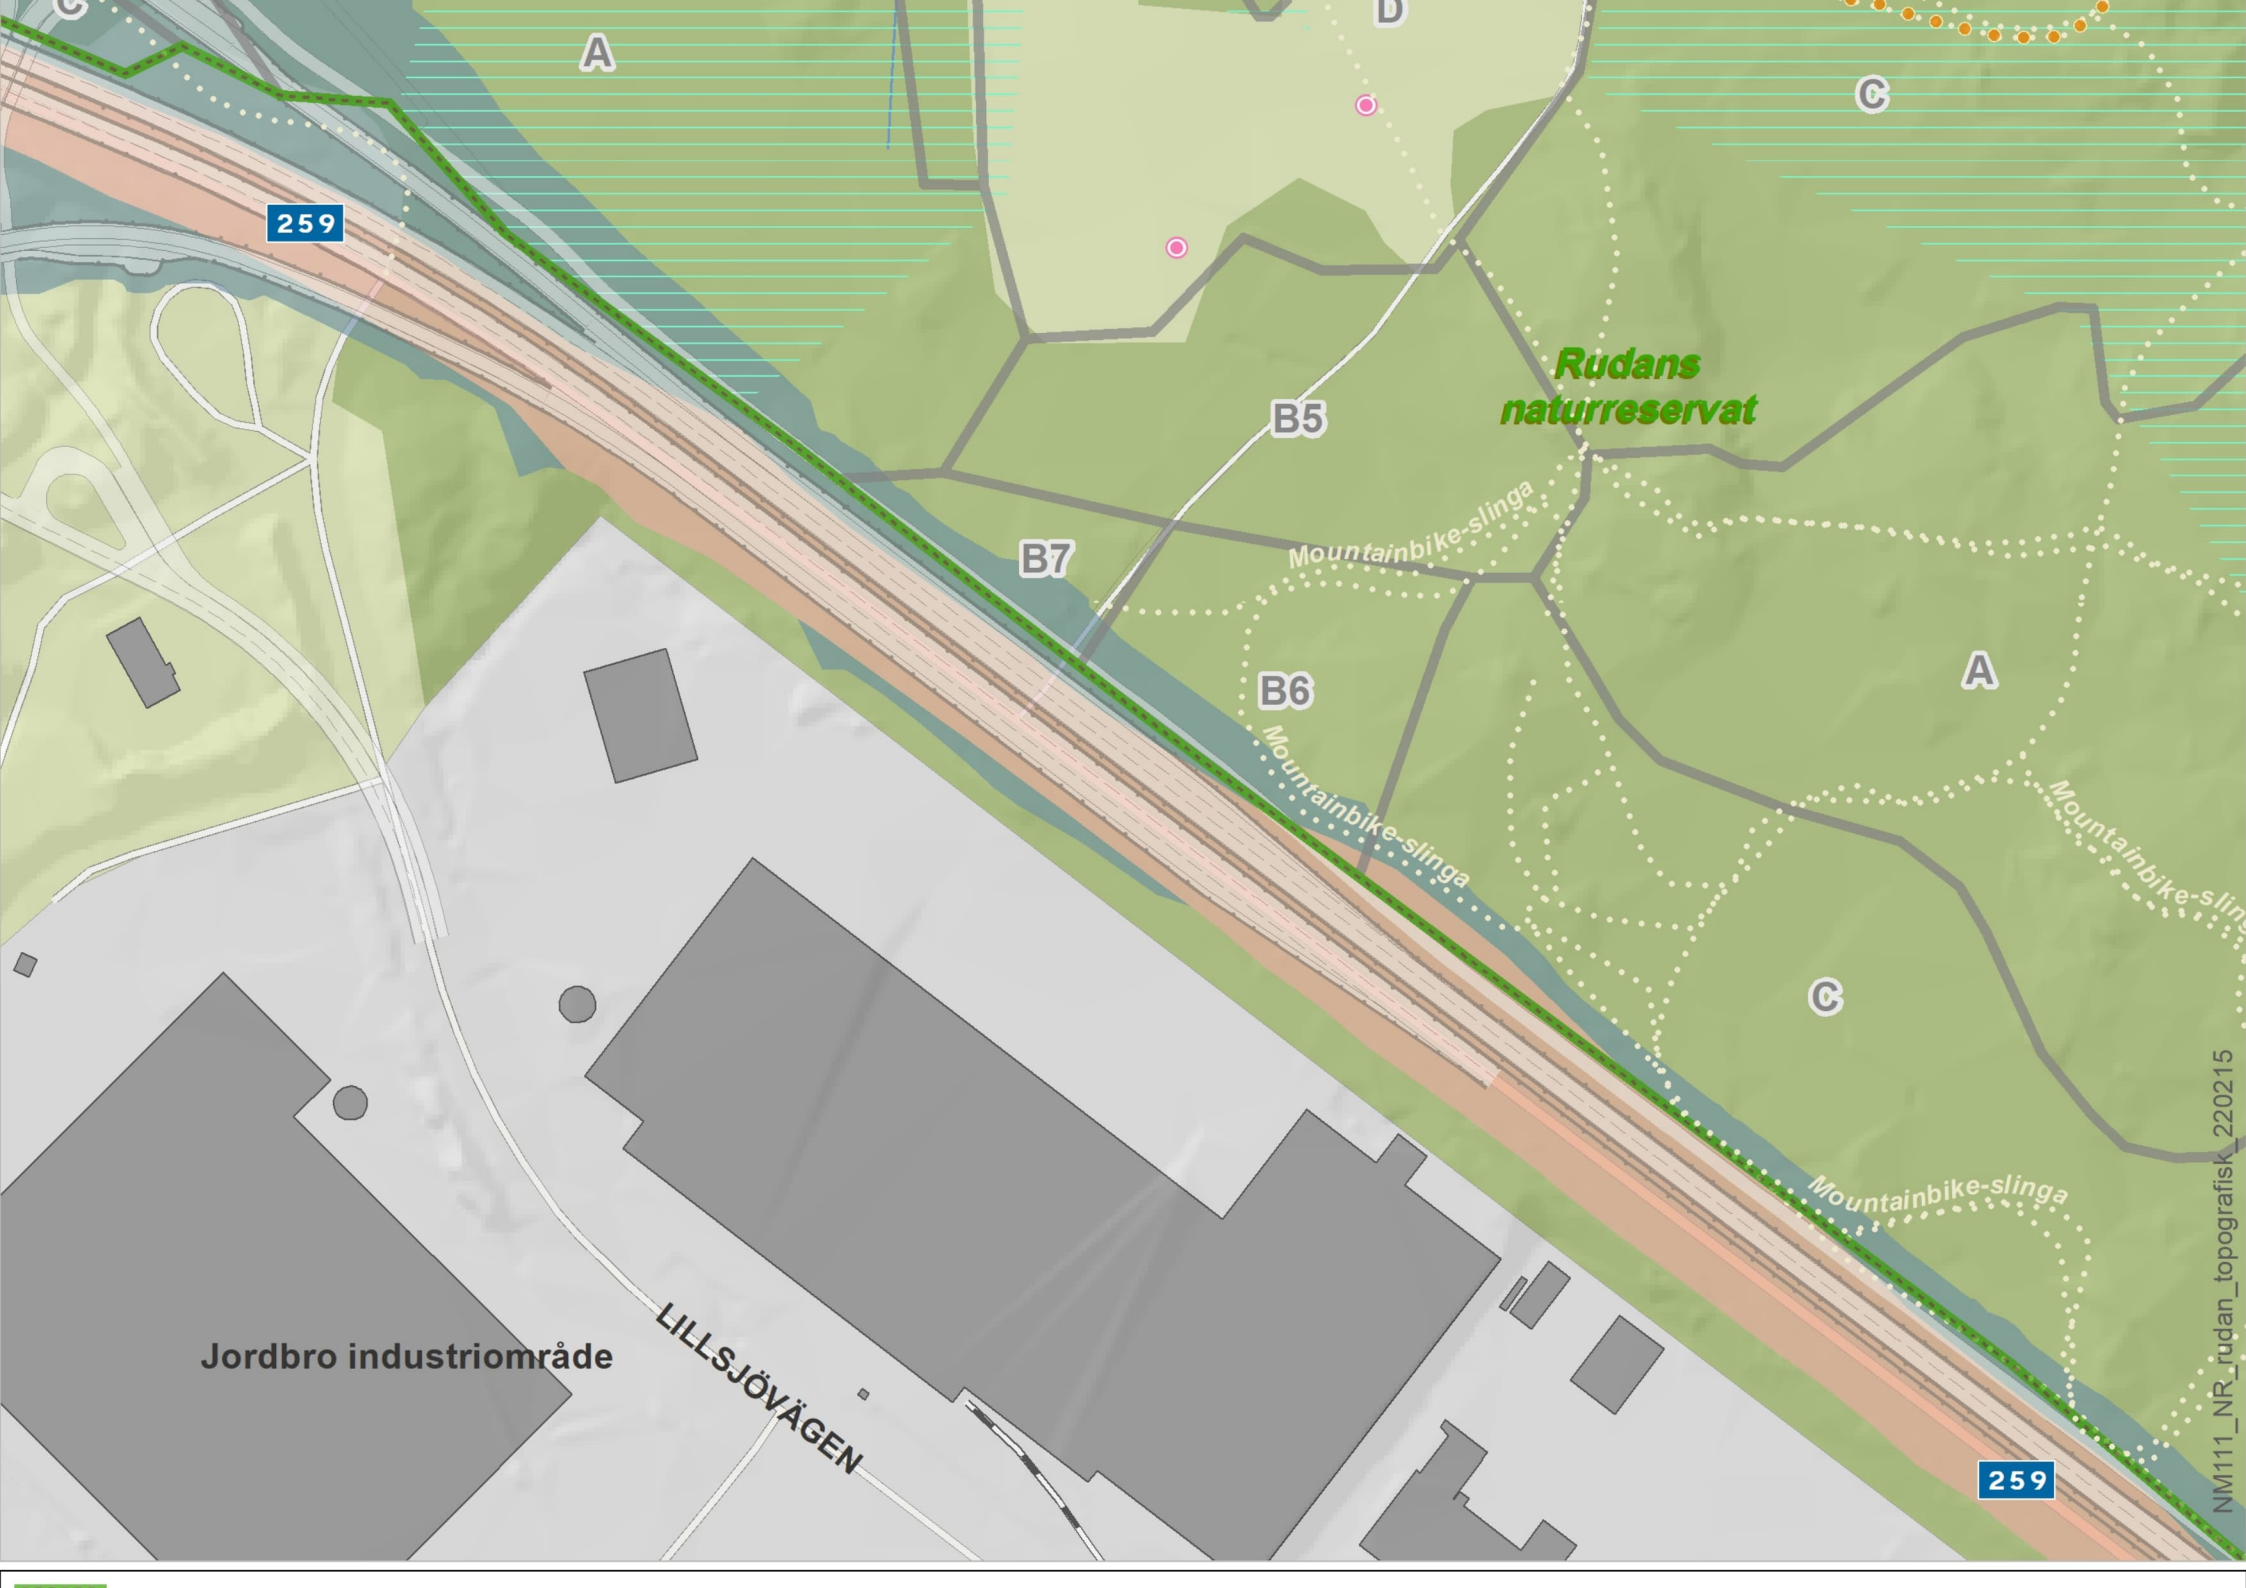 C
A
D
C
259
Rudans
naturreservat
B5
Mountainbike-slinga
B7
A
B6
Mountainbike-slinga
Mountainbike-sling
C
Mountainbike-slinga
Jordbro industriområde
LILLSJÖVÄGEN
259
NM111_NR_rudan_topografisk_220215